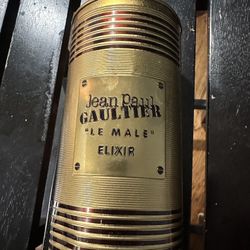 Jean Paul
GAULTIER
"LE MALE"
ELIXIR